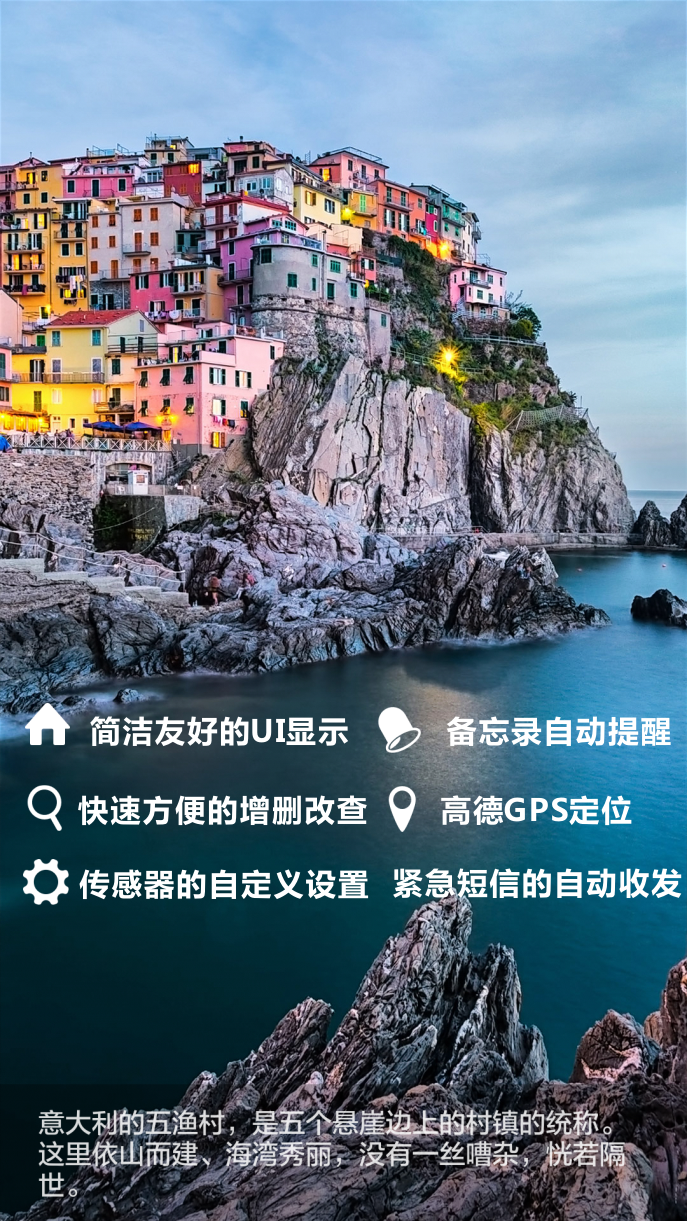 简洁友好的UI显示
备忘录自动提醒
快速方便的增删改查
高德GPS定位
传感器的自定义设置
紧急短信的自动收发
意大利的五渔村，是五个悬崖边上的村镇的统称。
这里依山而建、海湾秀丽，没有一丝嘈杂，恍若隔
世。